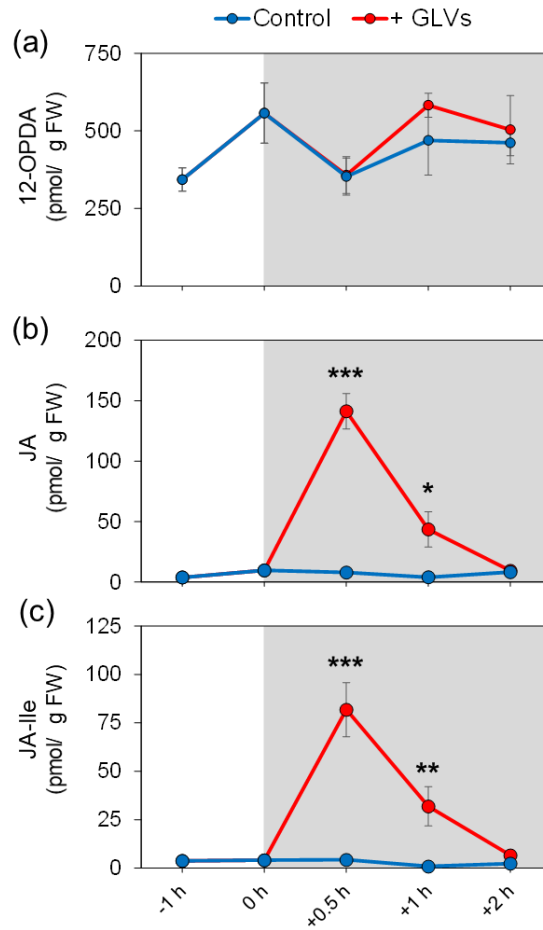 Control + GLVs
(a)
12-OPDA
(pmol/ g FW)
750
500
250
0
(b)
JA
(pmol/ g FW)
200
150
100
50
0
***
*
(c)
JA-Ile
(pmol/ g FW)
125
100
75
50
25
0
***
**
-1 h
0 h
+0.5 h
+1 h
+2 h